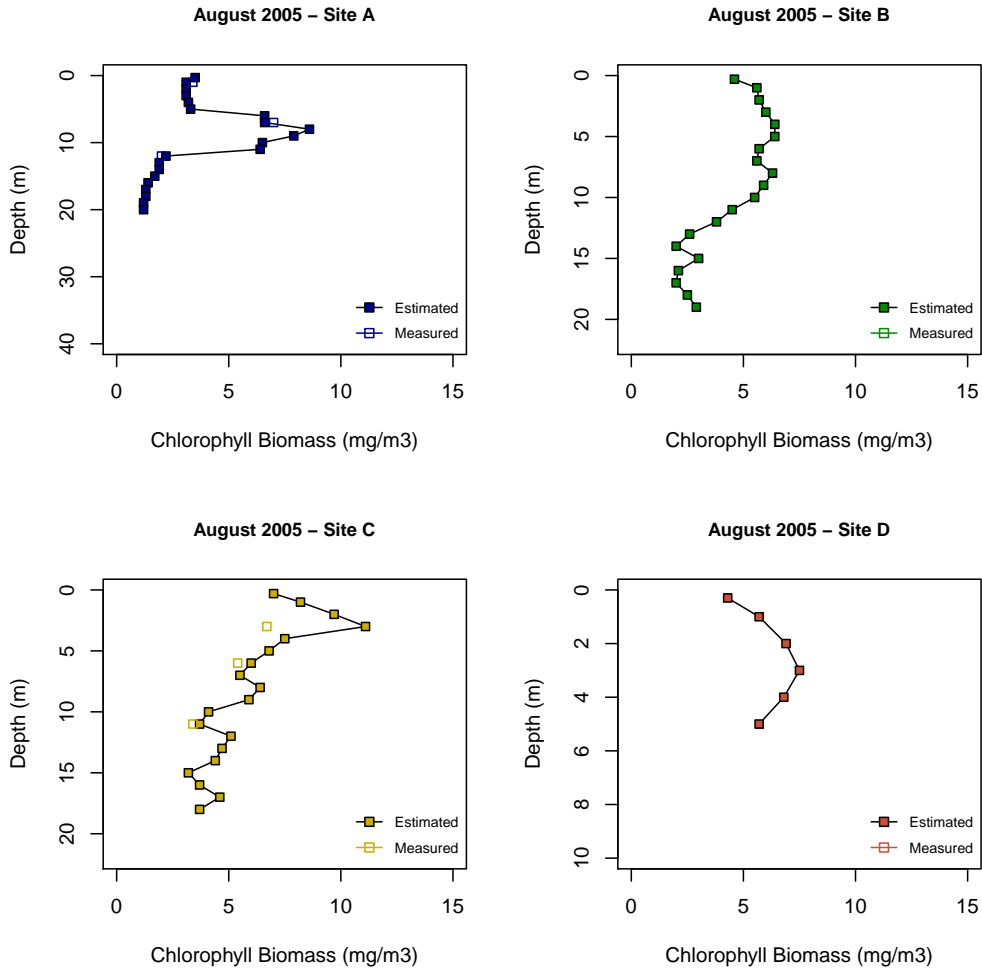 August 2005 – Site A
0
10
20
30
40
Depth (m)
Estimated
Measured
0 5 10 15
Chlorophyll Biomass (mg/m3)
August 2005 – Site B
0
5
10
15
20
Depth (m)
Estimated
Measured
0 5 10 15
Chlorophyll Biomass (mg/m3)
August 2005 – Site C
0
5
10
15
20
Depth (m)
Estimated
Measured
0 5 10 15
Chlorophyll Biomass (mg/m3)
August 2005 – Site D
0
2
4
6
8
10
Depth (m)
Estimated
Measured
0 5 10 15
Chlorophyll Biomass (mg/m3)